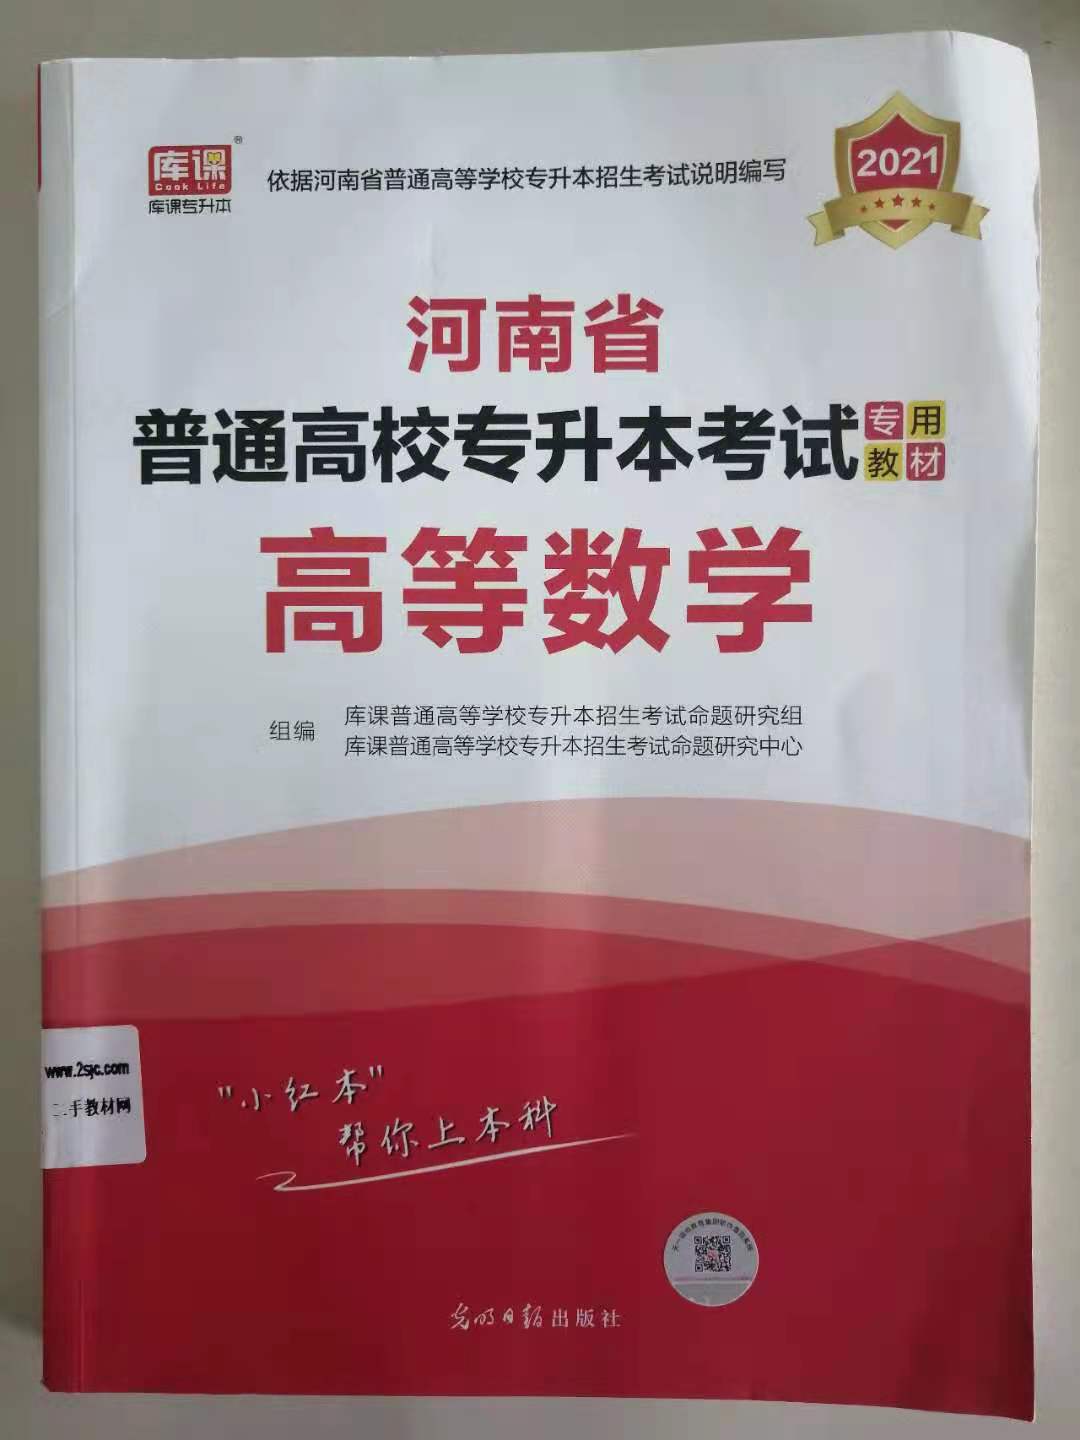 库课®
Cook Life
库课专升本
依据河南省普通高等学校专升本招生考试说明编写
2021
河南省
普通高校专升本考试
专用
教材
高等数学
组编
库课普通高等学校专升本招生考试命题研究组
库课普通高等学校专升本招生考试命题研究中心
www.2sjc.com
二手教材网
"小红本"
帮你上本科
光明日报出版社